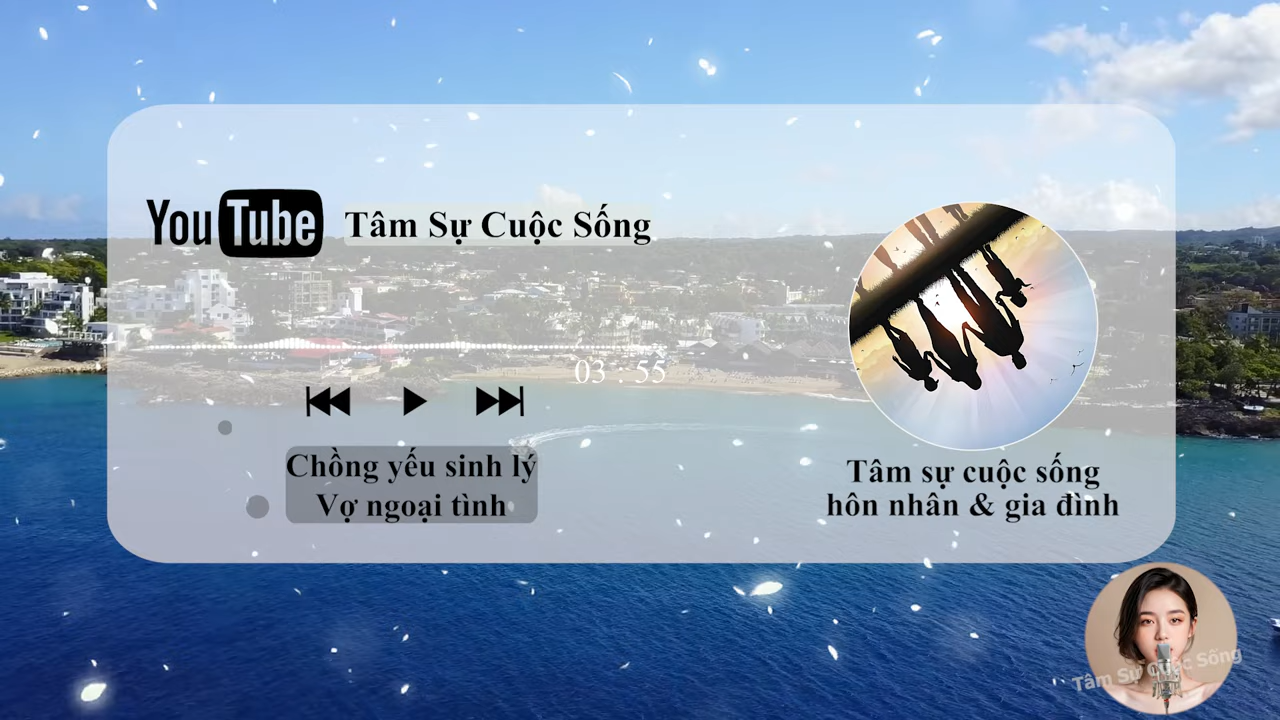 YouTube
Tâm Sự Cuộc Sống
03 : 55
Chồng yếu sinh lý
Vợ ngoại tình
Tâm sự cuộc sống
hôn nhân & gia đình
Tâm Sự Cuộc Sống